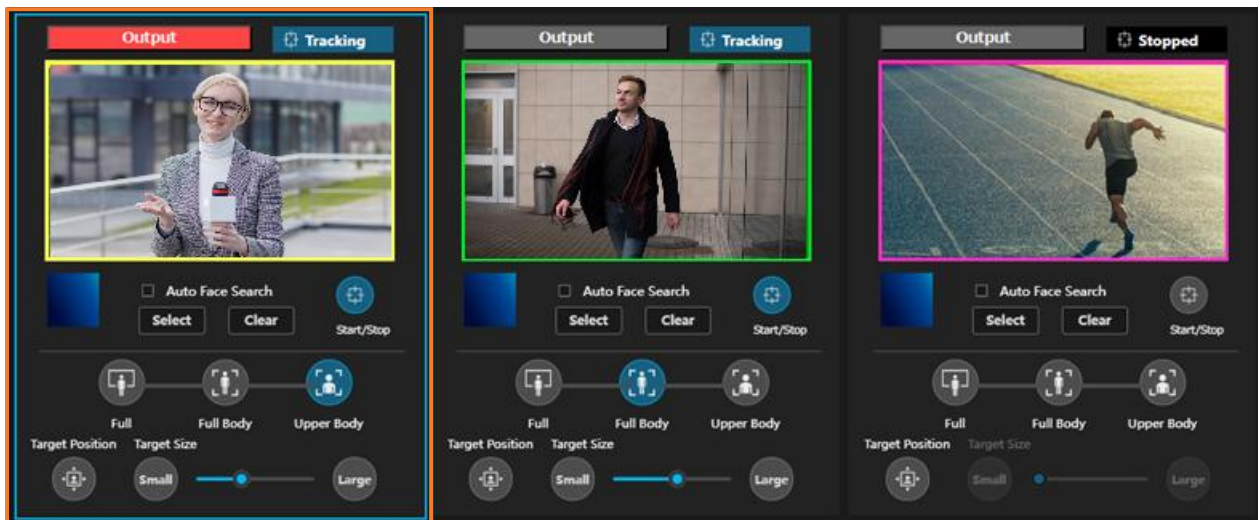 Output Tracking
Auto Face Search
Select Clear
Start/Stop
Full Full Body Upper Body
Target Position Target Size
Small Large
Output Tracking
Auto Face Search
Select Clear
Start/Stop
Full Full Body Upper Body
Target Position Target Size
Small Large
Output Stopped
Auto Face Search
Select Clear
Start/Stop
Full Full Body Upper Body
Target Position Target Size
Small Large